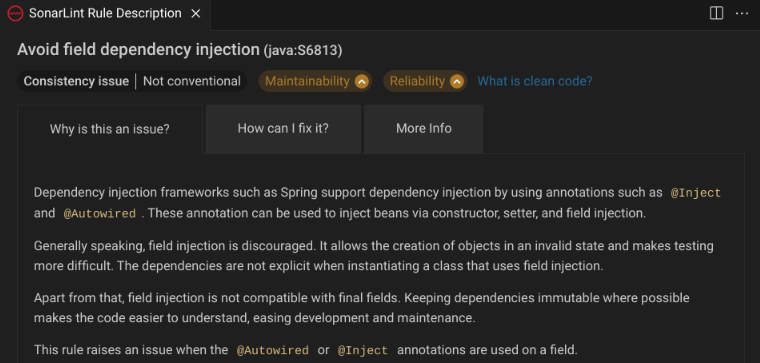 SonarLint Rule Description
Avoid field dependency injection (java:S6813)
Consistency issue | Not conventional Maintainability Reliability What is clean code?
Why is this an issue? How can I fix it? More Info
Dependency injection frameworks such as Spring support dependency injection by using annotations such as @Inject
and @Autowired . These annotation can be used to inject beans via constructor, setter, and field injection.
Generally speaking, field injection is discouraged. It allows the creation of objects in an invalid state and makes testing
more difficult. The dependencies are not explicit when instantiating a class that uses field injection.
Apart from that, field injection is not compatible with final fields. Keeping dependencies immutable where possible
makes the code easier to understand, easing development and maintenance.
This rule raises an issue when the @Autowired or @Inject annotations are used on a field.